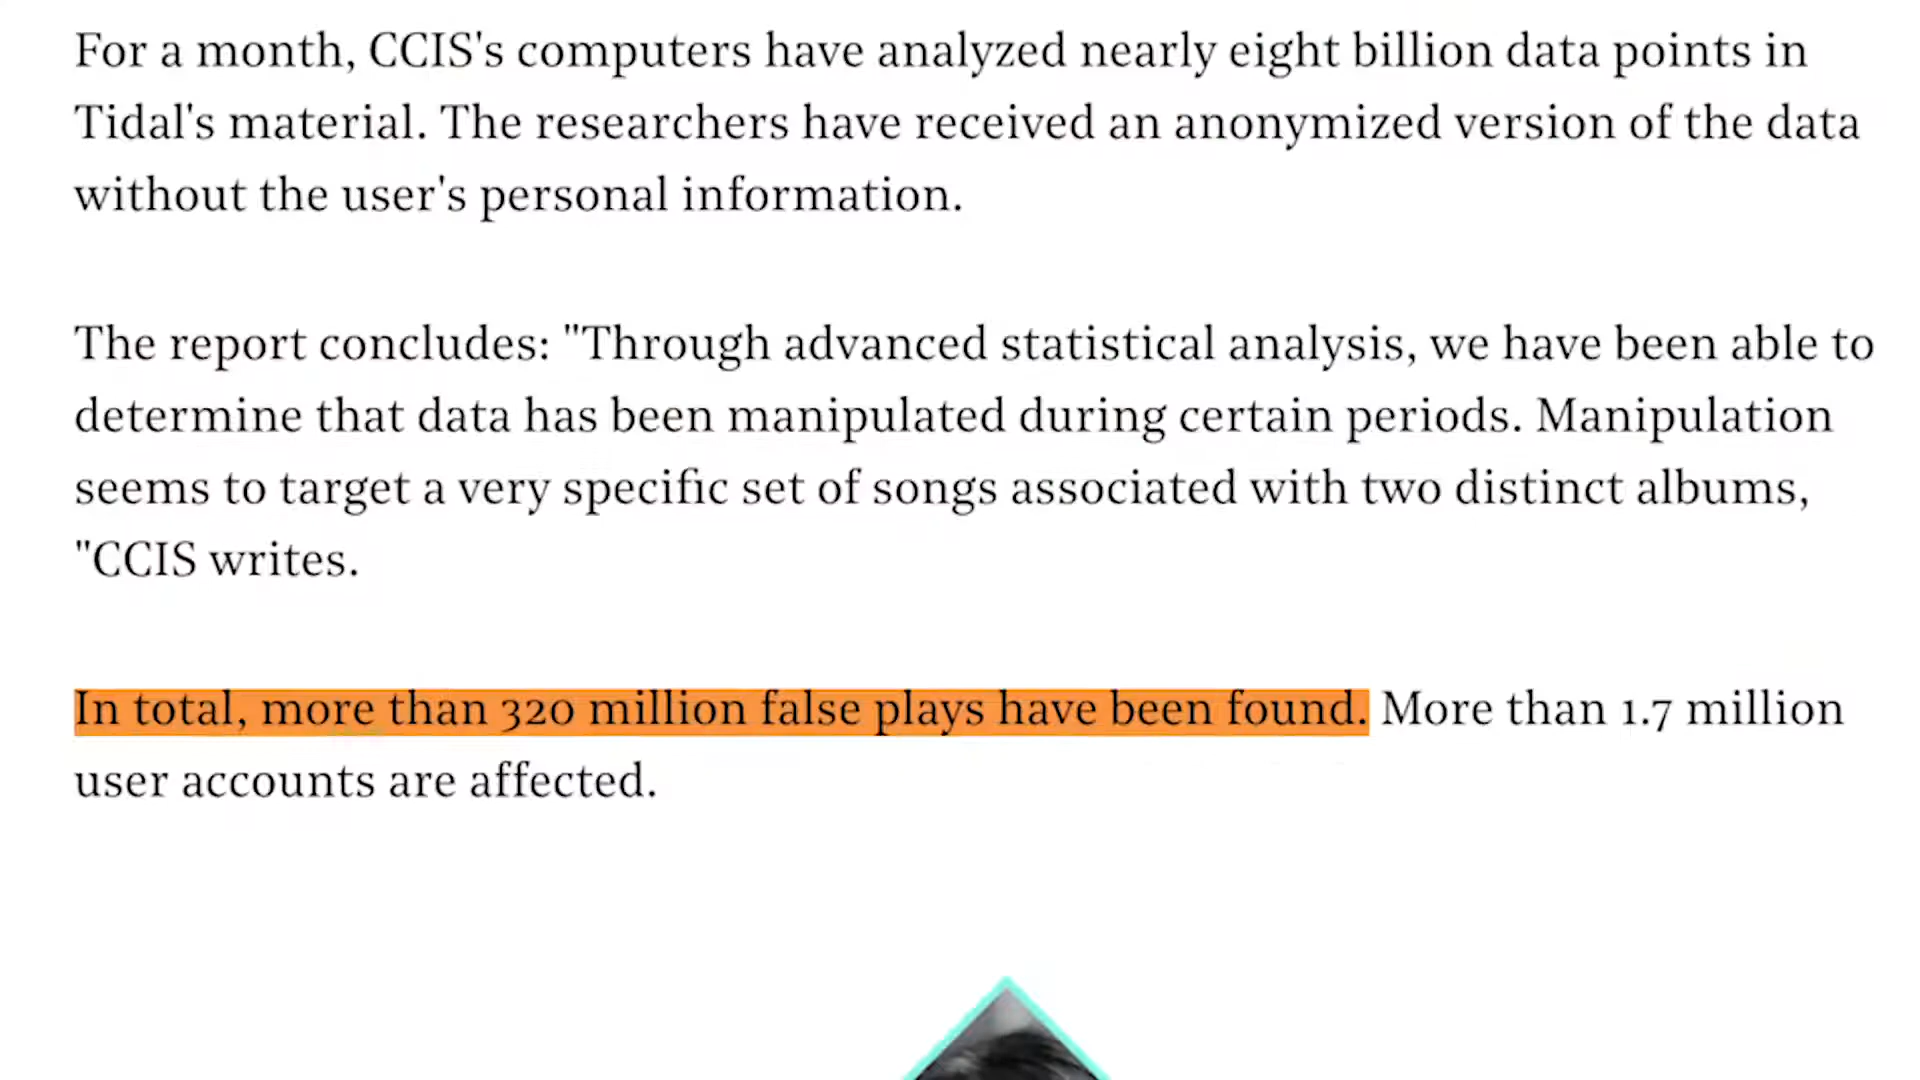 For a month, CCIS's computers have analyzed nearly eight billion data points in
Tidal's material. The researchers have received an anonymized version of the data
without the user's personal information.
The report concludes: "Through advanced statistical analysis, we have been able to
determine that data has been manipulated during certain periods. Manipulation
seems to target a very specific set of songs associated with two distinct albums,
"CCIS writes.
In total, more than 320 million false plays have been found. More than 1.7 million
user accounts are affected.